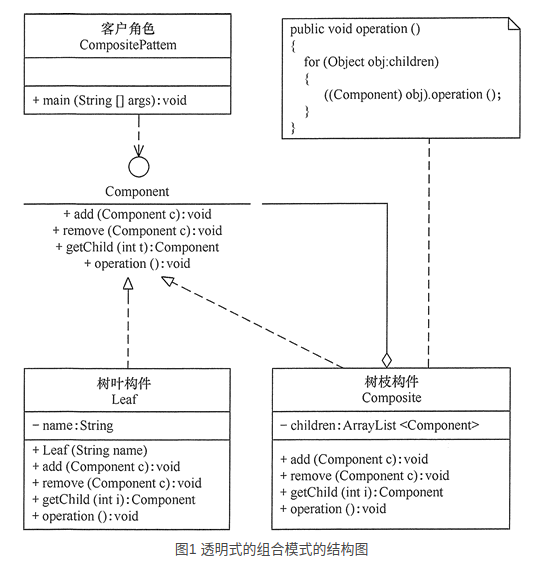 客户角色
CompositePattem
+ main (String [] args):void
public void operation ()
{
for (Object obj:children)
{
((Component) obj).operation ();
}
}
Component
+ add (Component c):void
+ remove (Component c):void
+ getChild (int t):Component
+ operation ():void
树叶构件
Leaf
− name:String
+ Leaf (String name)
+ add (Component c):void
+ remove (Component c):void
+ getChild (int i):Component
+ operation ():void
树枝构件
Composite
− children:ArrayList <Component>
+ add (Component c):void
+ remove (Component c):void
+ getChild (int i):Component
+ operation ():void
图1 透明式的组合模式的结构图